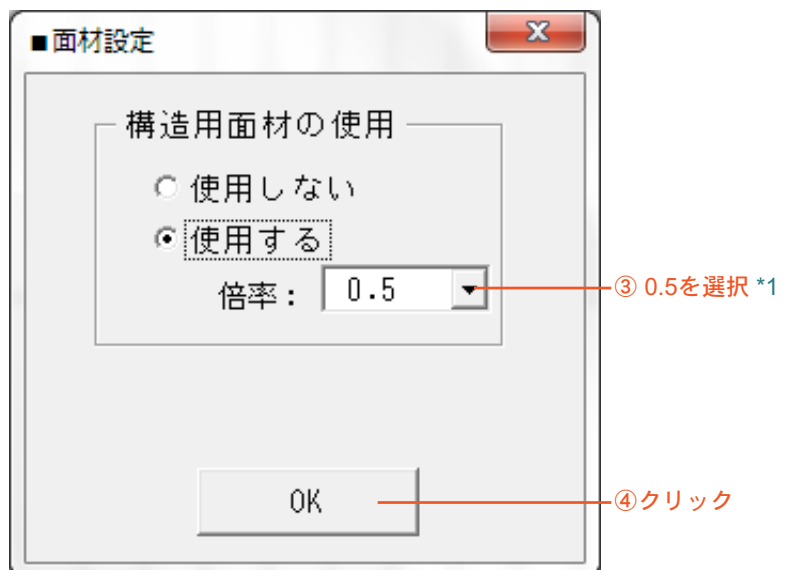 ■面材設定
構造用面材の使用
使用しない
使用する
倍率： 0.5
③ 0.5を選択 *1
OK
④クリック